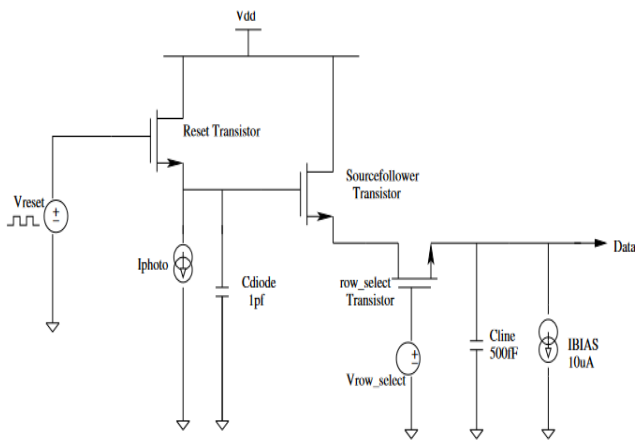 Vdd
Reset Transistor
Sourcefollower
Transistor
Vreset
+
−
Iphoto
Cdiode
1pf
row_select
Transistor
Data
+
−
Vrow_select
Cline
500fF
IBIAS
10uA